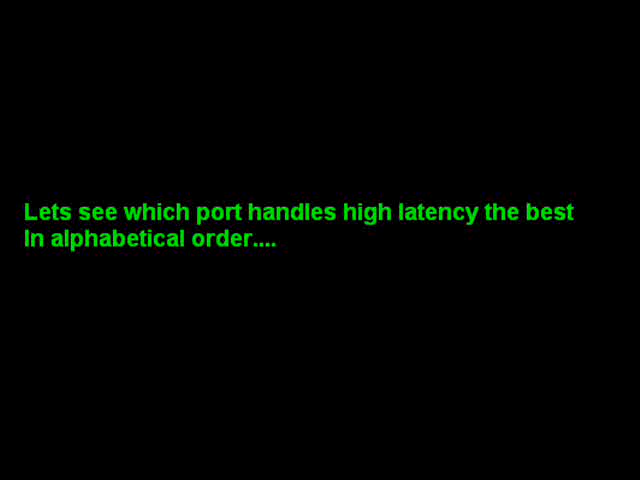 Lets see which port handles high latency the best
In alphabetical order....